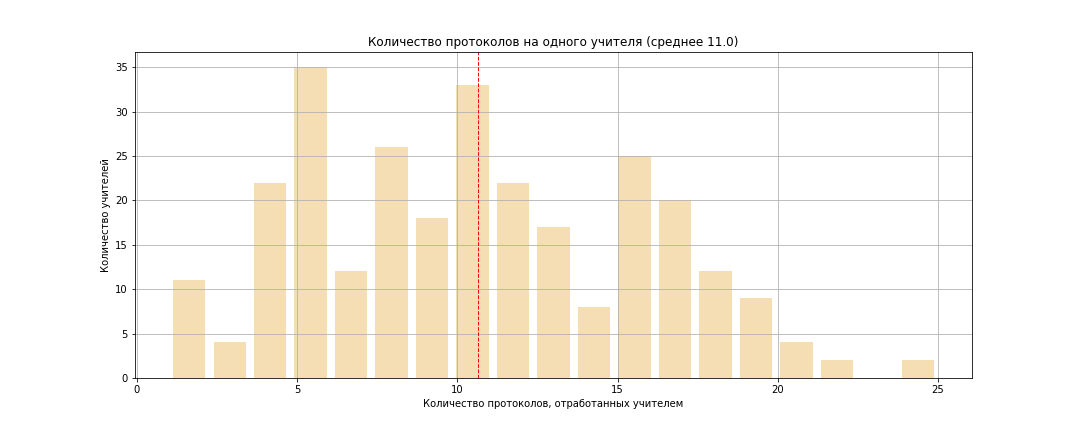 Количество протоколов на одного учителя (среднее 11.0)
Количество учителей
35
30
25
20
15
10
5
0
0 5 10 15 20 25
Количество протоколов, отработанных учителем